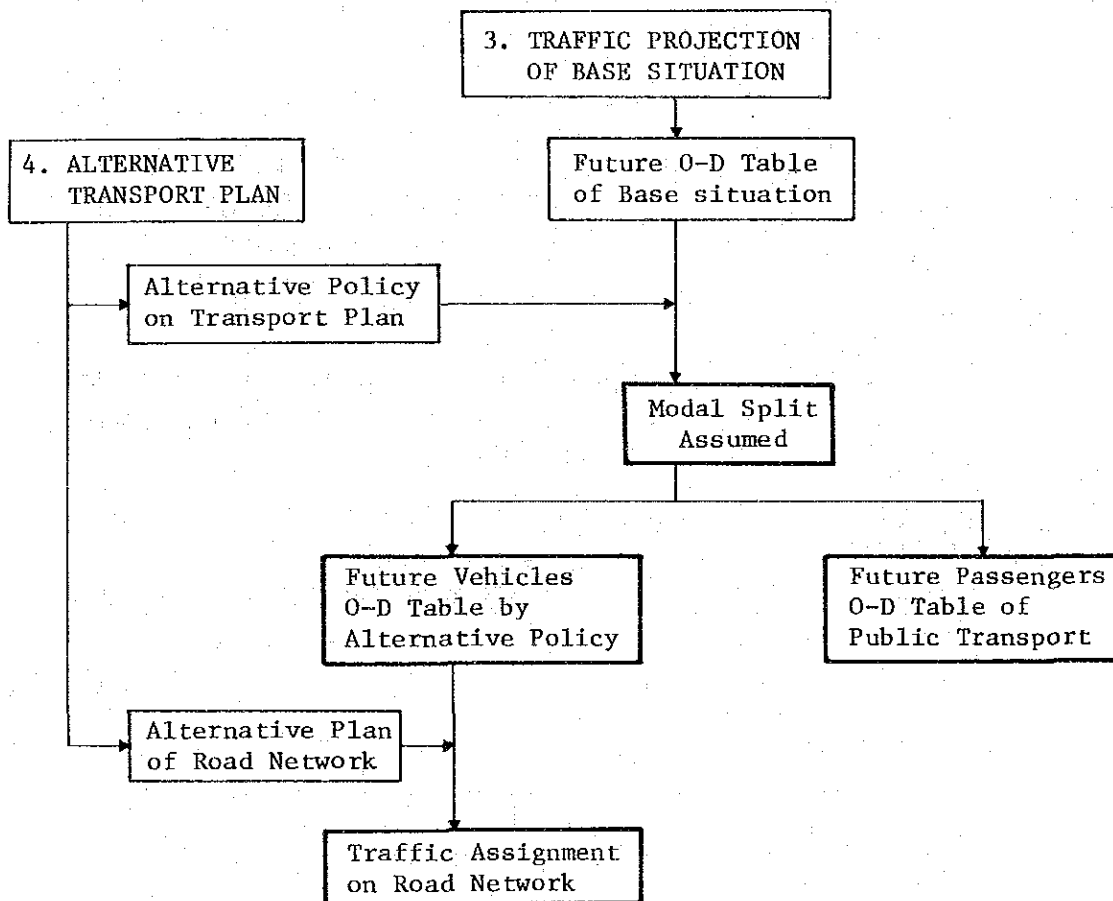 3. TRAFFIC PROJECTION
OF BASE SITUATION
4. ALTERNATIVE
TRANSPORT PLAN
Future O-D Table
of Base situation
Alternative Policy
on Transport Plan
Modal Split
Assumed
Future Vehicles
O-D Table by
Alternative Policy
Future Passengers
O-D Table of
Public Transport
Alternative Plan
of Road Network
Traffic Assignment
on Road Network